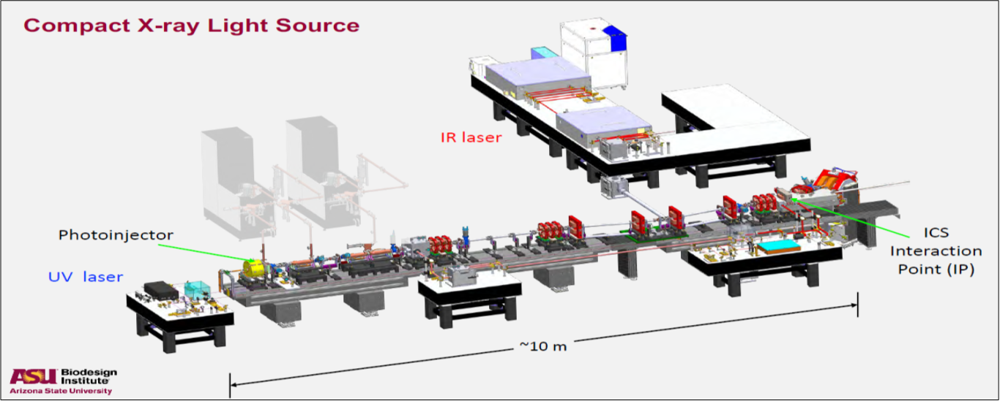 Compact X-ray Light Source
IR laser
Photoinjector
UV laser
ICS
Interaction
Point (IP)
~10 m
ASU Biodesign
Institute
Arizona State University